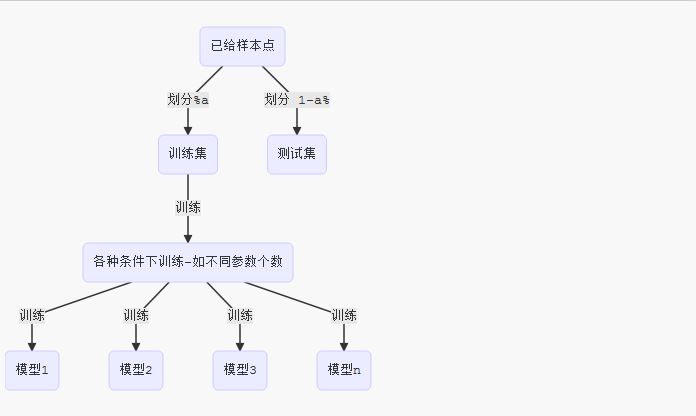 已给样本点
划分%a
划分 1-a%
训练集
测试集
训练
各种条件下训练-如不同参数个数
训练
训练
训练
训练
模型1
模型2
模型3
模型n